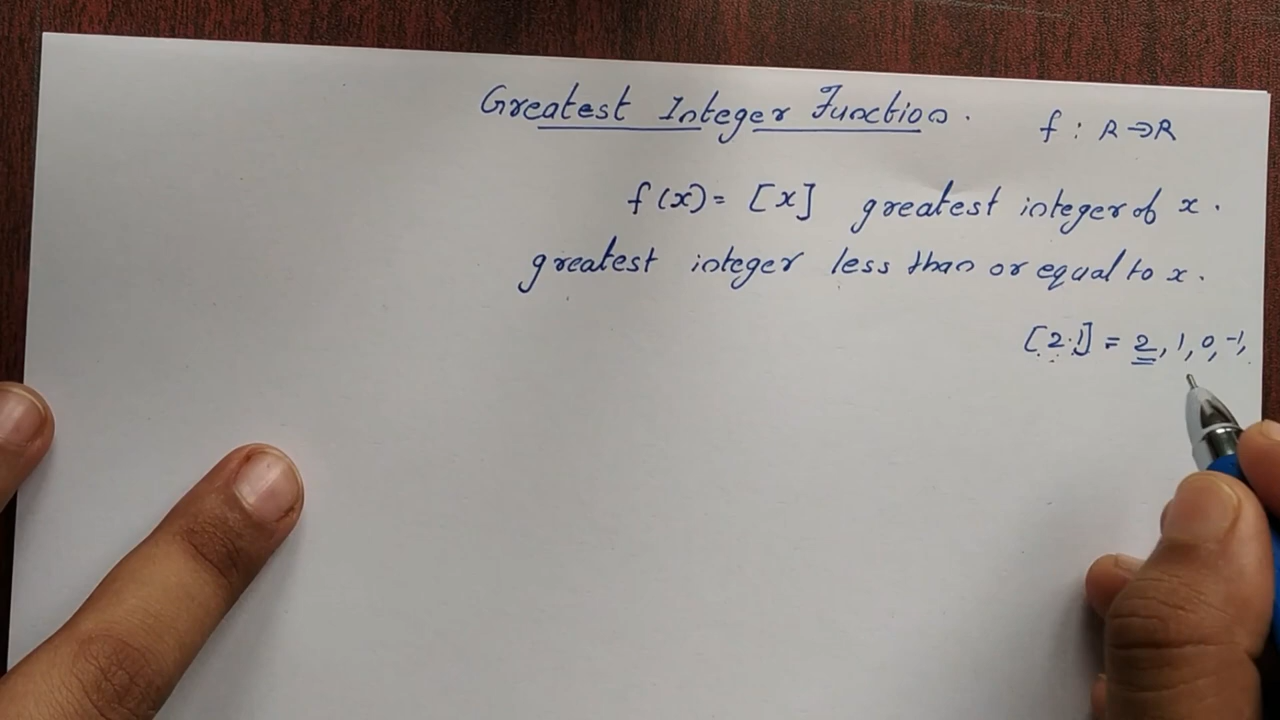 Greatest Integer Function. f : R→R
f(x) = [x] greatest integer of x.
greatest integer less than or equal to x.
[2.1] = 2, 1, 0, -1,